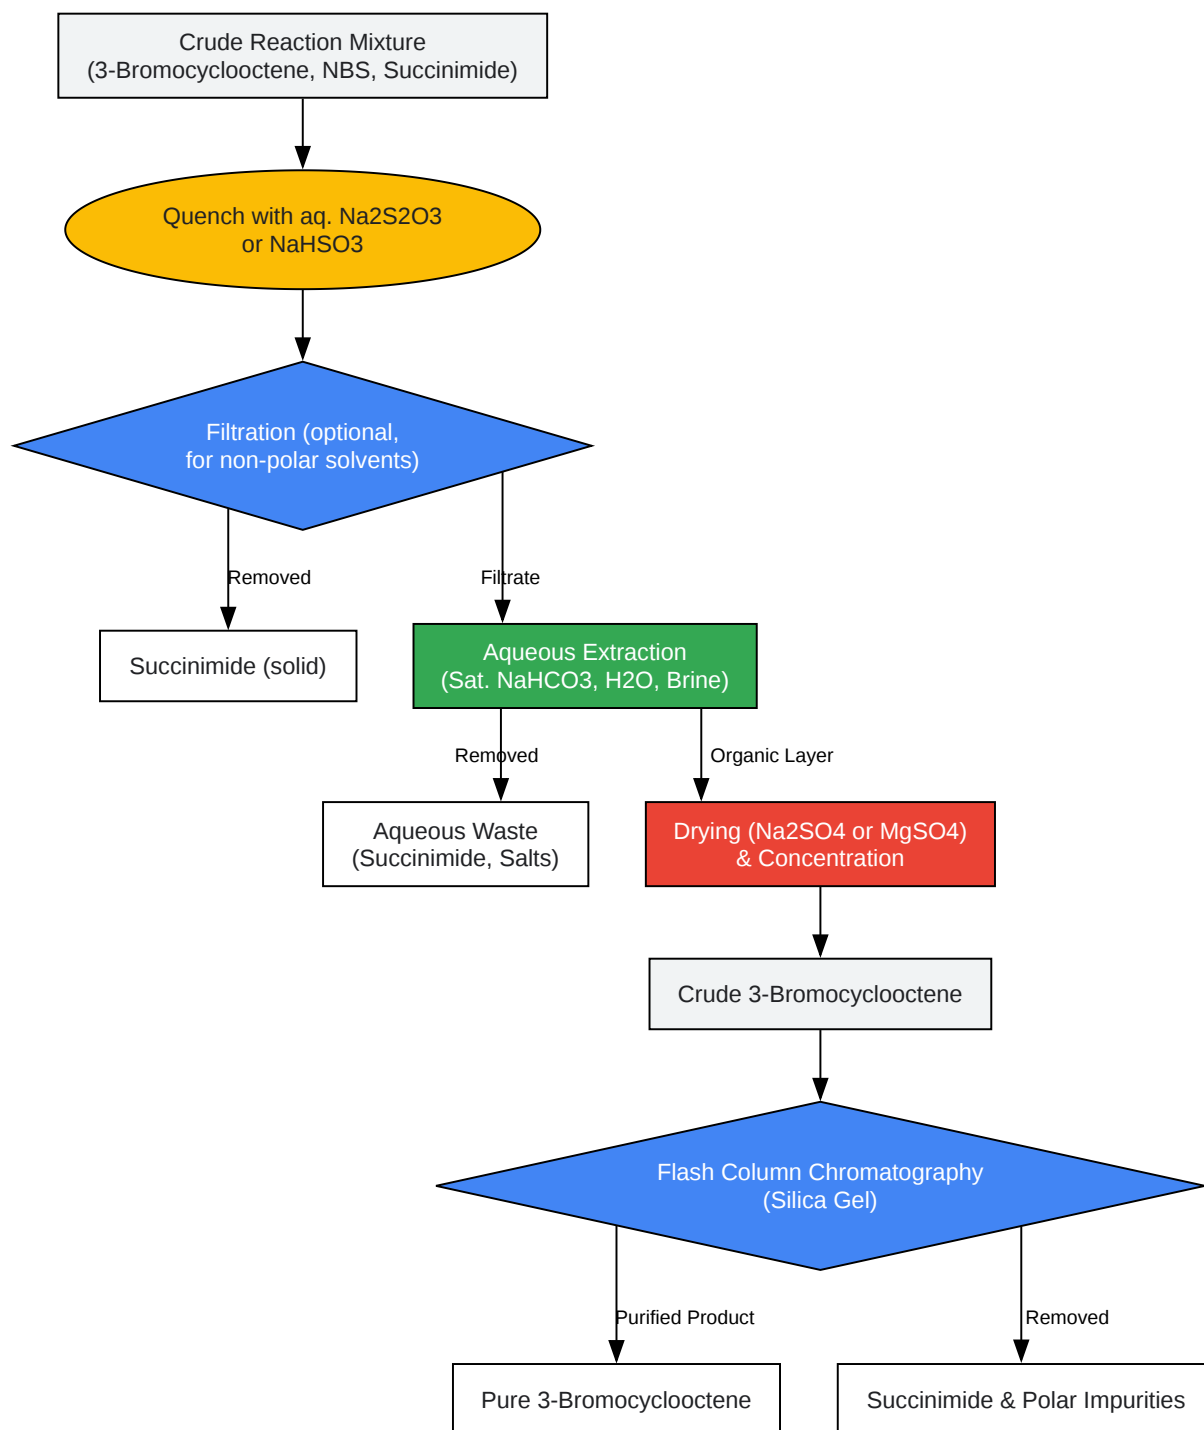 Crude Reaction Mixture
(3-Bromocyclooctene, NBS, Succinimide)
Quench with aq. Na2S2O3
or NaHSO3
Filtration (optional,
for non-polar solvents)
Removed
Filtrate
Succinimide (solid)
Aqueous Extraction
(Sat. NaHCO3, H2O, Brine)
Removed
Organic Layer
Aqueous Waste
(Succinimide, Salts)
Drying (Na2SO4 or MgSO4)
& Concentration
Crude 3-Bromocyclooctene
Flash Column Chromatography
(Silica Gel)
Purified Product
Removed
Pure 3-Bromocyclooctene
Succinimide & Polar Impurities